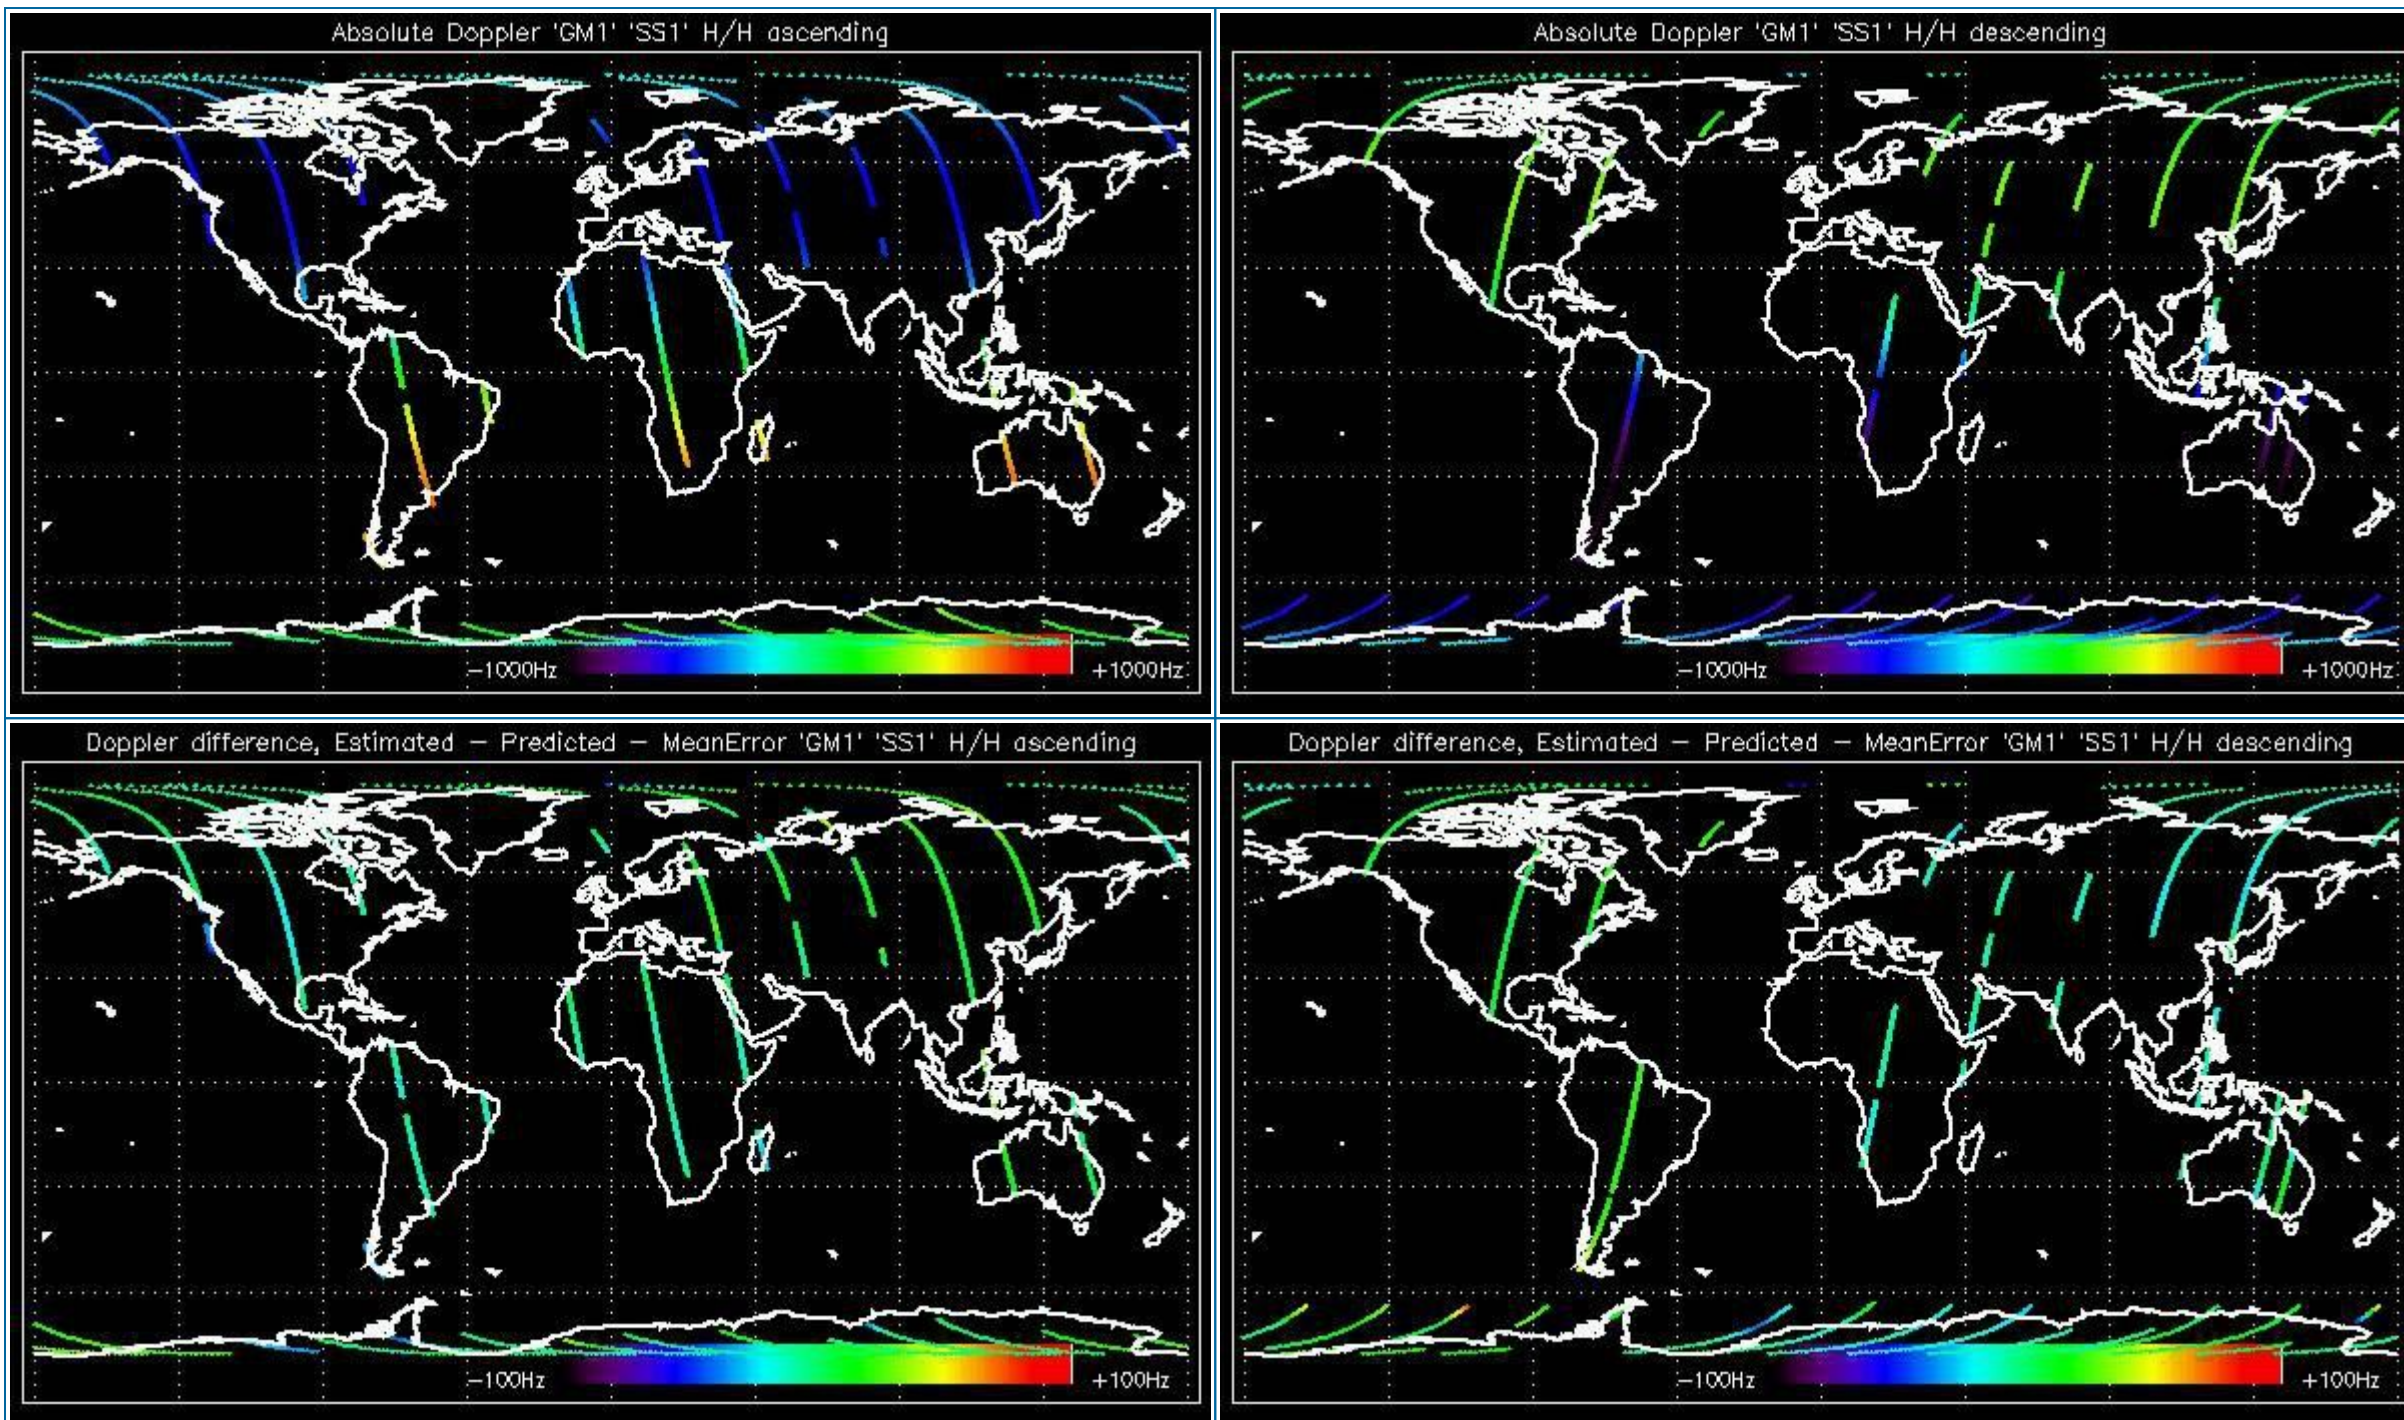 Absolute Doppler 'GM1' 'SS1' H/H ascending
-1000Hz +1000Hz
Absolute Doppler 'GM1' 'SS1' H/H descending
-1000Hz +1000Hz
Doppler difference, Estimated - Predicted - MeanError 'GM1' 'SS1' H/H ascending
-100Hz +100Hz
Doppler difference, Estimated - Predicted - MeanError 'GM1' 'SS1' H/H descending
-100Hz +100Hz